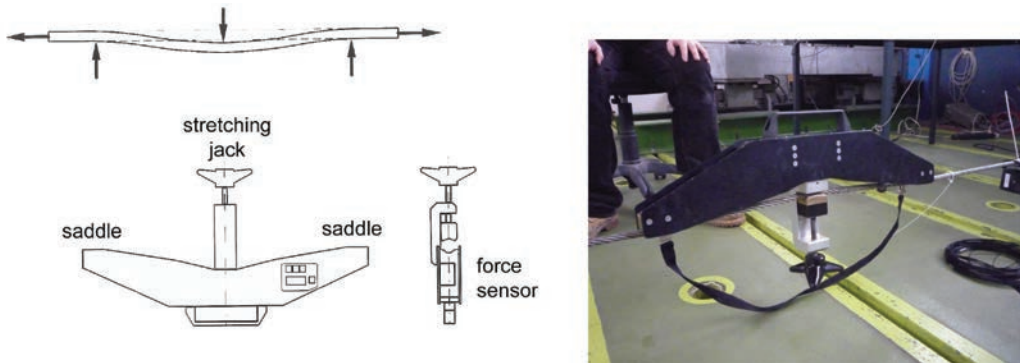 stretching
jack
saddle
saddle
force
sensor